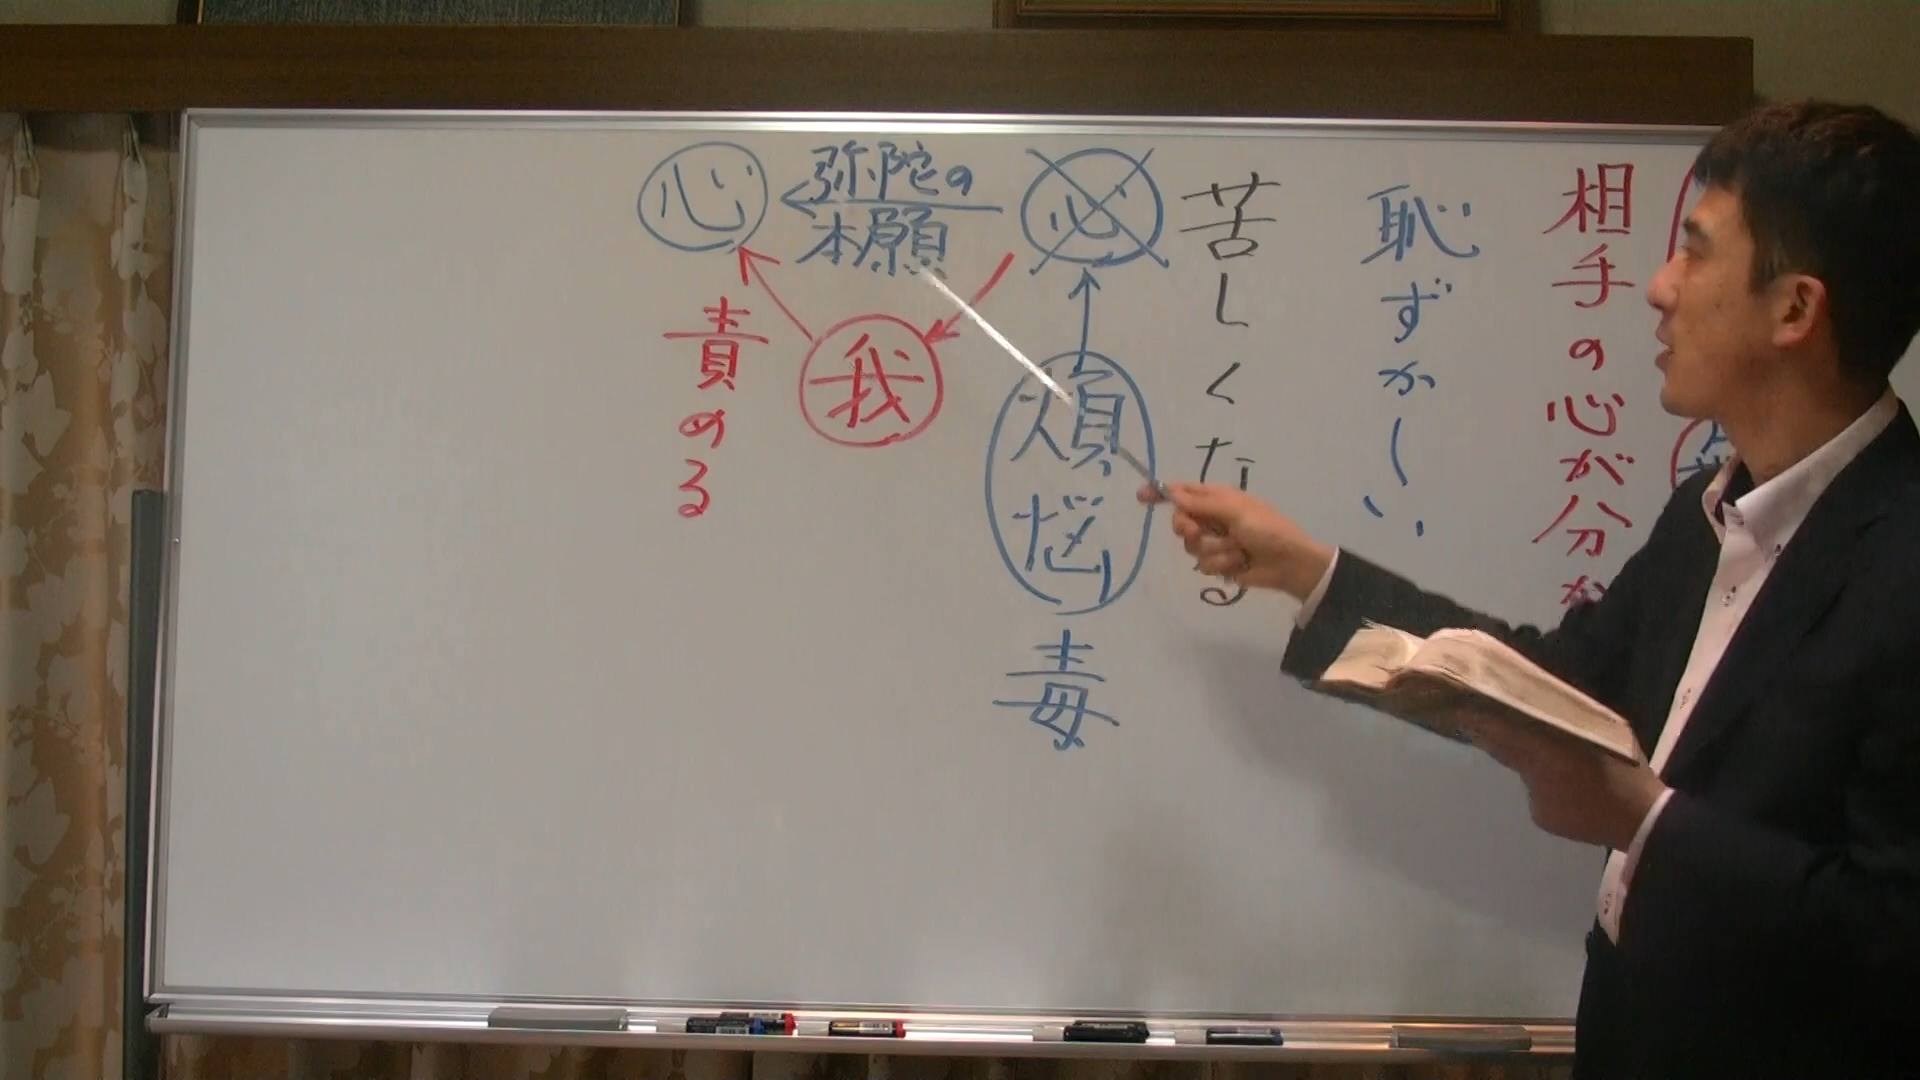 相手の心が分か
恥ずかしい
苦しくなる
心
煩悩
毒
弥陀の
本願
我
心
責める